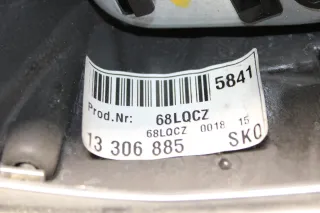 5841
Prod.Nr: 68LQCZ
68LQCZ 0018 15
13 306 885 SKO